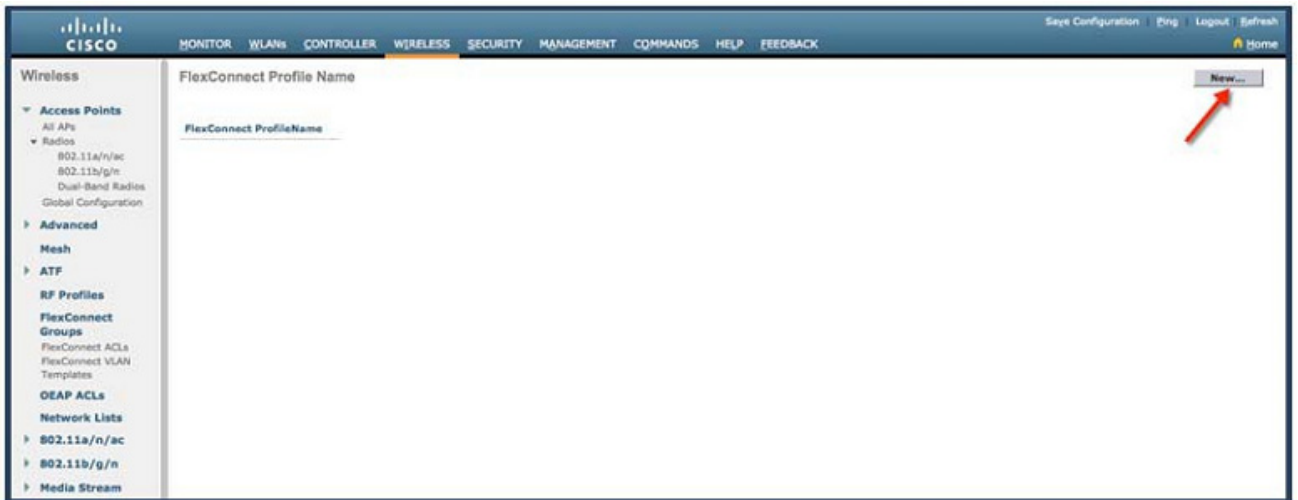 Save Configuration | Ping | Logout | Refresh
CISCO
MONITOR WLANs CONTROLLER WIRELESS SECURITY MANAGEMENT COMMANDS HELP FEEDBACK
Home
Wireless
FlexConnect Profile Name
New...
Access Points
All APs
Radios
802.11a/n/ac
802.11b/g/n
Dual-Band Radios
Global Configuration
FlexConnect ProfileName
Advanced
Mesh
ATF
RF Profiles
FlexConnect
Groups
FlexConnect ACLs
FlexConnect VLAN
Templates
OEAP ACLs
Network Lists
802.11a/n/ac
802.11b/g/n
Media Stream